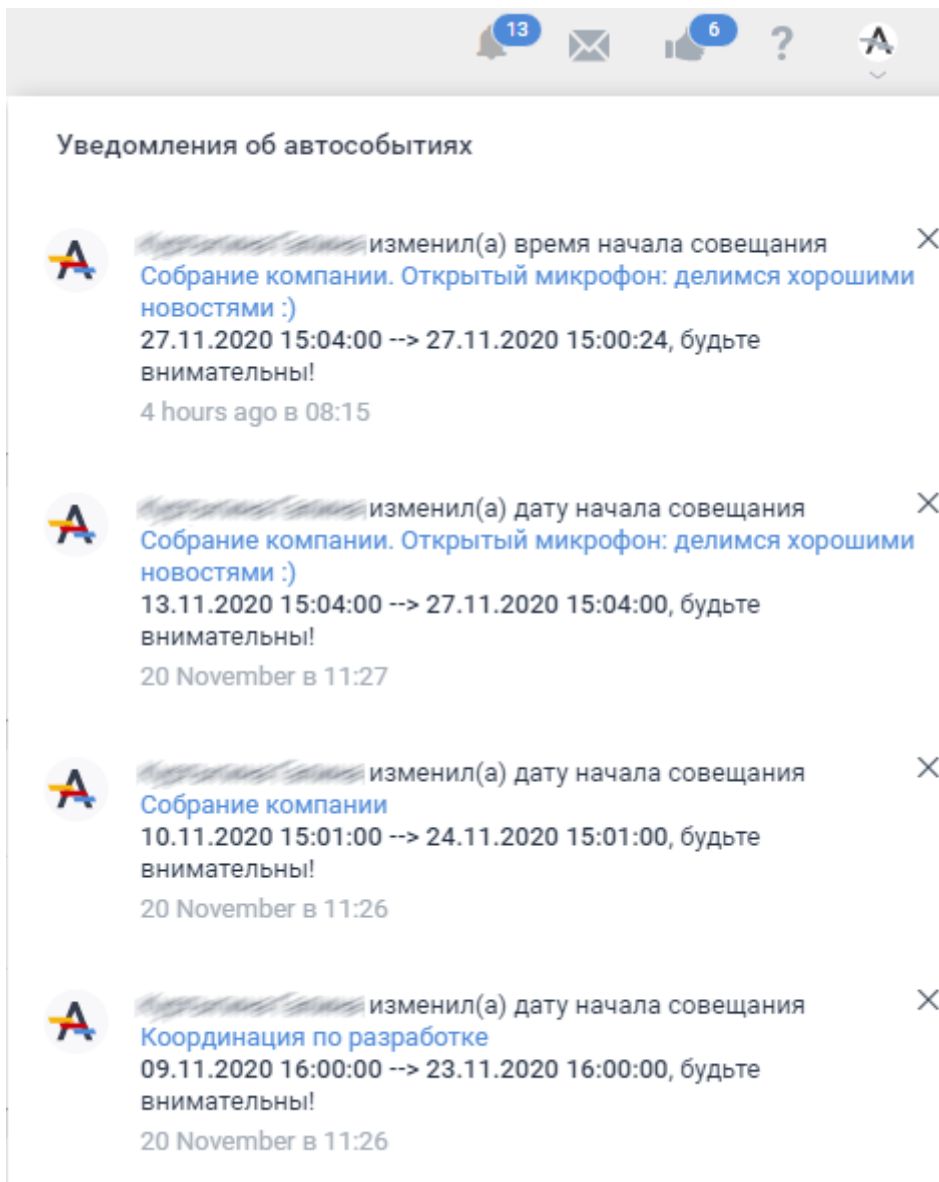 13
6
?
Уведомления об автособытиях
изменил(а) время начала совещания
Собрание компании. Открытый микрофон: делимся хорошими
новостями :)
27.11.2020 15:04:00 --> 27.11.2020 15:00:24, будьте
внимательны!
4 hours ago в 08:15
изменил(а) дату начала совещания
Собрание компании. Открытый микрофон: делимся хорошими
новостями :)
13.11.2020 15:04:00 --> 27.11.2020 15:04:00, будьте
внимательны!
20 November в 11:27
изменил(а) дату начала совещания
Собрание компании
10.11.2020 15:01:00 --> 24.11.2020 15:01:00, будьте
внимательны!
20 November в 11:26
изменил(а) дату начала совещания
Координация по разработке
09.11.2020 16:00:00 --> 23.11.2020 16:00:00, будьте
внимательны!
20 November в 11:26